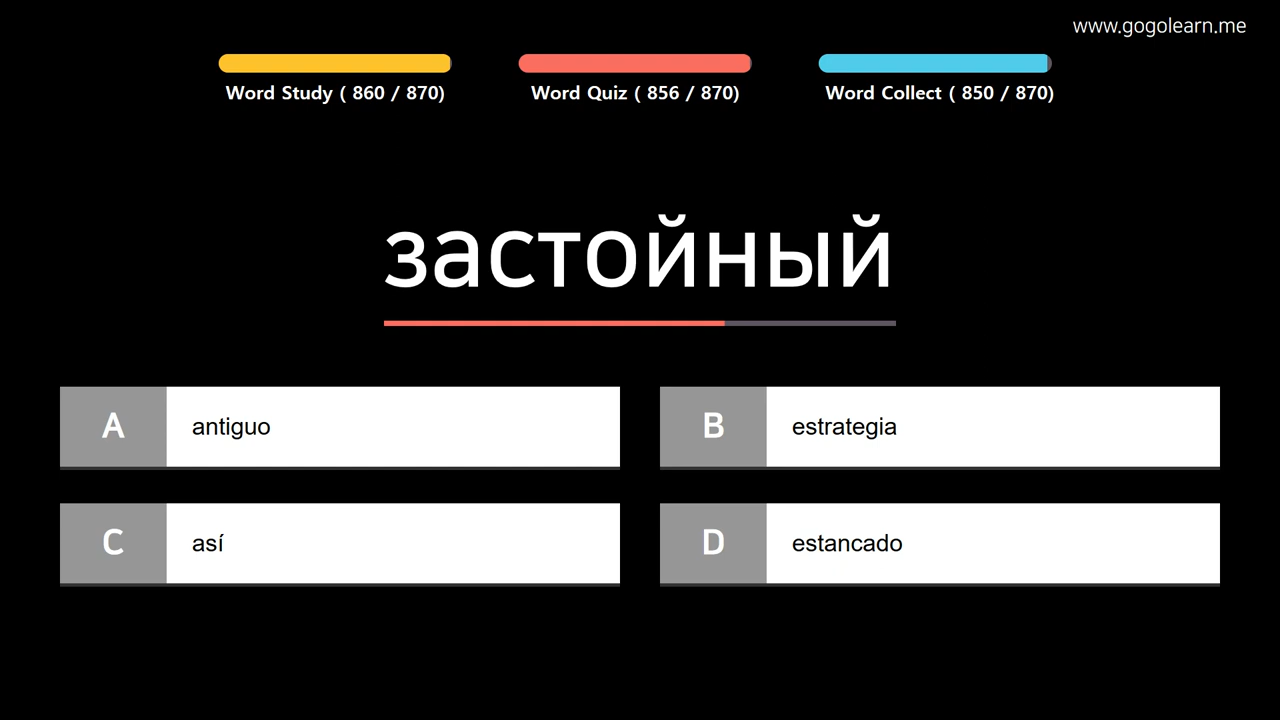 www.gogolearn.me
Word Study ( 860 / 870)
Word Quiz ( 856 / 870)
Word Collect ( 850 / 870)
застойный
A antiguo
B estrategia
C así
D estancado